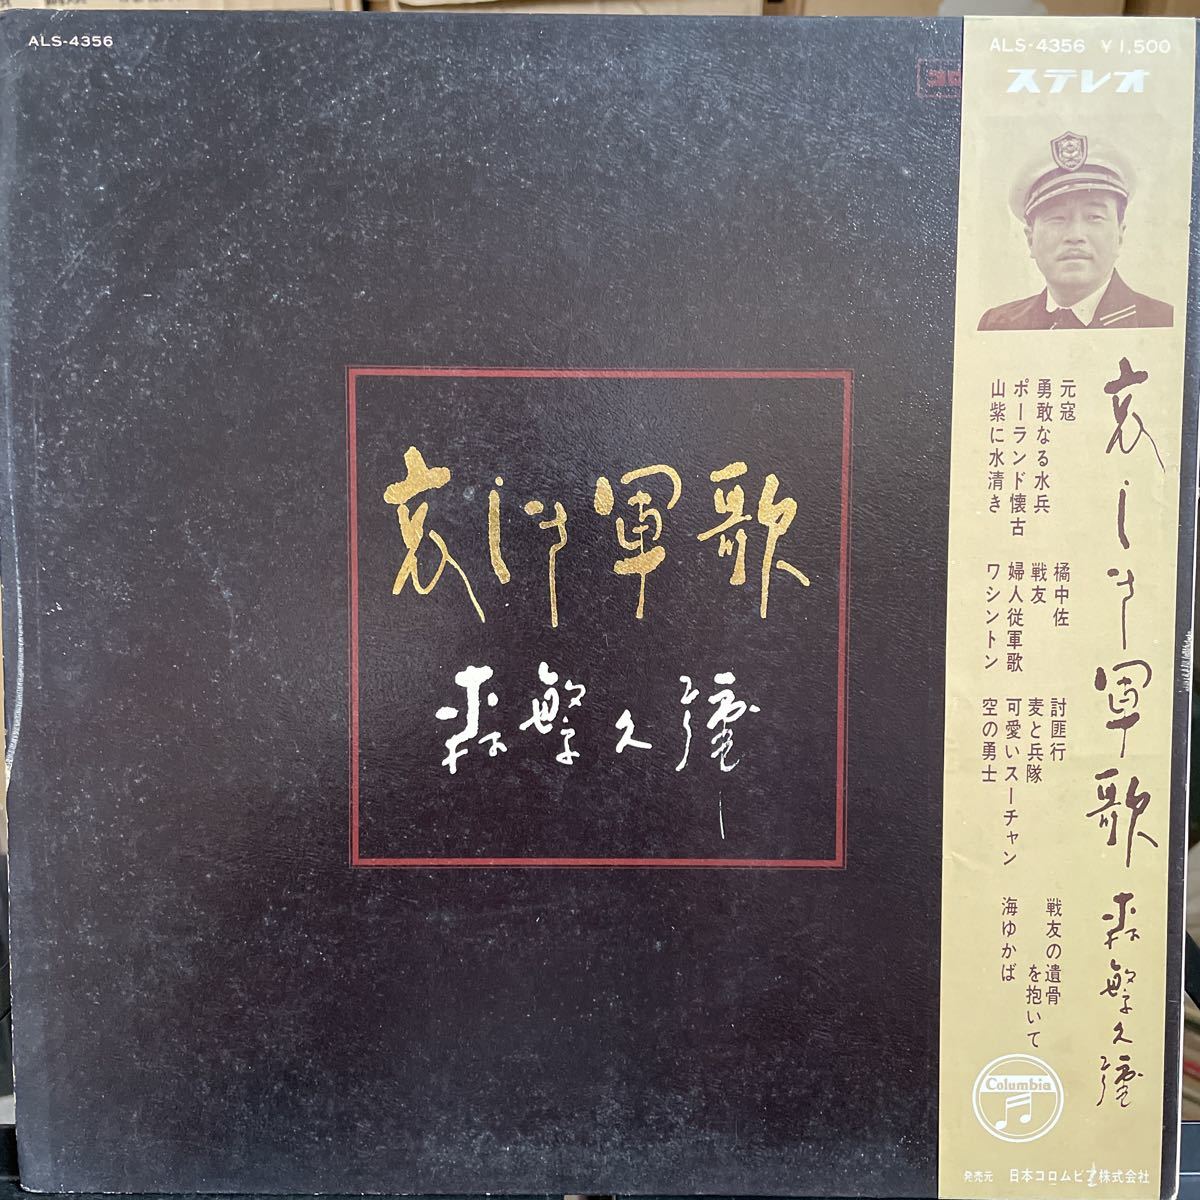 ALS-4356
哀しき軍歌
森繁久彌
ALS-4356 ¥1,500
ステレオ
哀しき軍歌 森繁久彌
元寇
勇敢なる水兵
ポーランド懐古
山紫に水清き
橘中佐
戦友
婦人従軍歌
ワシントン
討匪行
麦と兵隊
可愛いスーチャン
空の勇士
戦友の遺骨
を抱いて
海ゆかば
Columbia
発売元 日本コロムビア株式会社